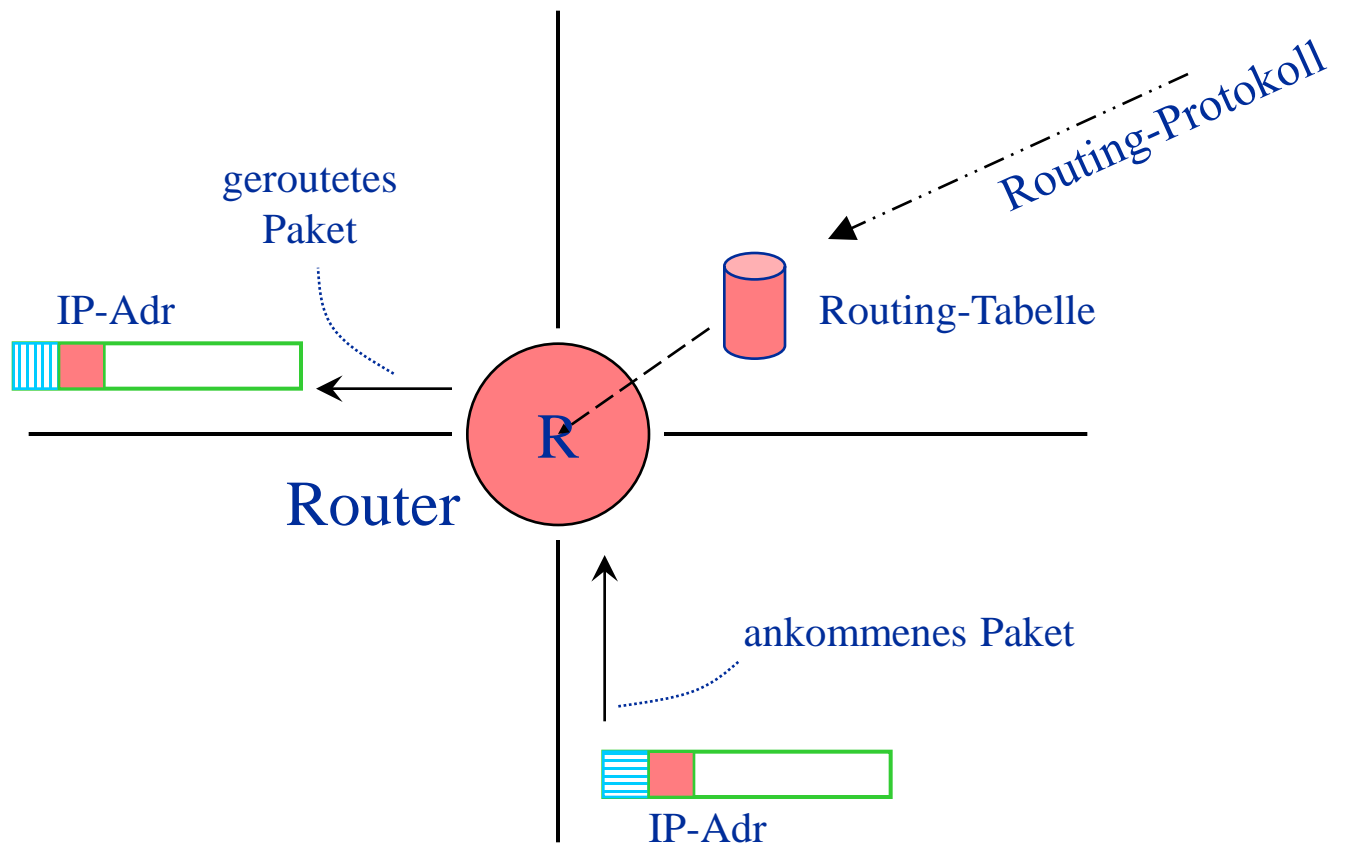 Routing-Protokoll
geroutetes
Paket
IP-Adr
Routing-Tabelle
R
Router
ankommenes Paket
IP-Adr